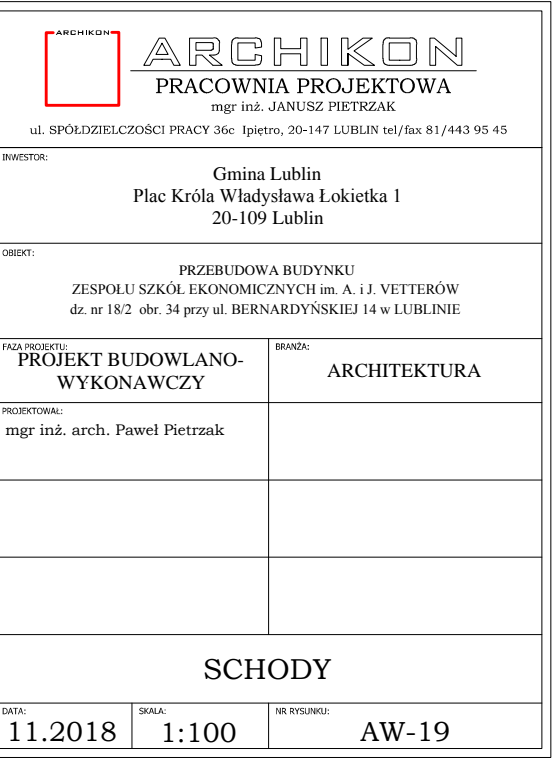 ARCHIKON
ARCHIKON
PRACOWNIA PROJEKTOWA
mgr inż. JANUSZ PIETRZAK
ul. SPÓŁDZIELCZOŚCI PRACY 36c Ipiętro, 20-147 LUBLIN tel/fax 81/443 95 45
INWESTOR:
Gmina Lublin
Plac Króla Władysława Łokietka 1
20-109 Lublin
OBIEKT:
PRZEBUDOWA BUDYNKU
ZESPOŁU SZKÓŁ EKONOMICZNYCH im. A. i J. VETTERÓW
dz. nr 18/2 obr. 34 przy ul. BERNARDYŃSKIEJ 14 w LUBLINIE
FAZA PROJEKTU:
PROJEKT BUDOWLANO-
WYKONAWCZY
BRANŻA:
ARCHITEKTURA
PROJEKTOWAŁ:
mgr inż. arch. Paweł Pietrzak
SCHODY
DATA:
11.2018
SKALA:
1:100
NR RYSUNKU:
AW-19